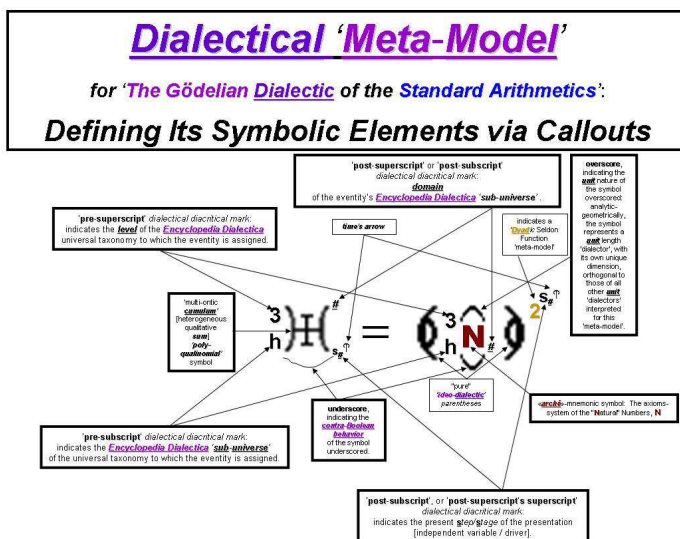 Dialectical ‘Meta-Model’
for ‘The Gödelian Dialectic of the Standard Arithmetics’:
Defining Its Symbolic Elements via Callouts
‘post-superscript’ or ‘post-subscript’
dialectical diacritical mark:
domain
of the eventity’s Encyclopedia Dialectica ‘sub-universe’ .
overscore,
indicating the
unit nature of
the symbol
overscored:
analytic-
geometrically,
the symbol
represents a
unit length
‘dialector’, with
its own unique
dimension,
orthogonal to
those of all
other unit
‘dialectors’
interpreted
for this
‘meta-model’.
‘pre-superscript’ dialectical diacritical mark:
indicates the level of the Encyclopedia Dialectica
universal taxonomy to which the eventity is assigned.
time’s arrow
indicates a
‘Dyadic Seldon
Function
‘meta-model’
‘multi-ontic
cumulum’
[heterogeneous
qualitative
sum]
‘poly-
qualinomial’
symbol
3 # 3 2 s#
h s# = h N #
“pure”
‘ideo-dialectic’
parentheses
«arché»-mnemonic symbol: The axioms-
system of the “Natural” Numbers, N
underscore,
indicating the
contra-Boolean
behavior
of the symbol
underscored.
‘pre-subscript’ dialectical diacritical mark:
indicates the Encyclopedia Dialectica ‘sub-universe’
of the universal taxonomy to which the eventity is assigned.
‘post-subscript’, or ‘post-superscript’s superscript’
dialectical diacritical mark:
indicates the present step/stage of the presentation
[independent variable / driver].